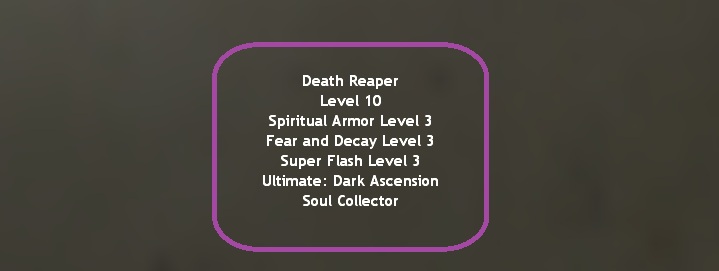 Death Reaper
Level 10
Spiritual Armor Level 3
Fear and Decay Level 3
Super Flash Level 3
Ultimate: Dark Ascension
Soul Collector